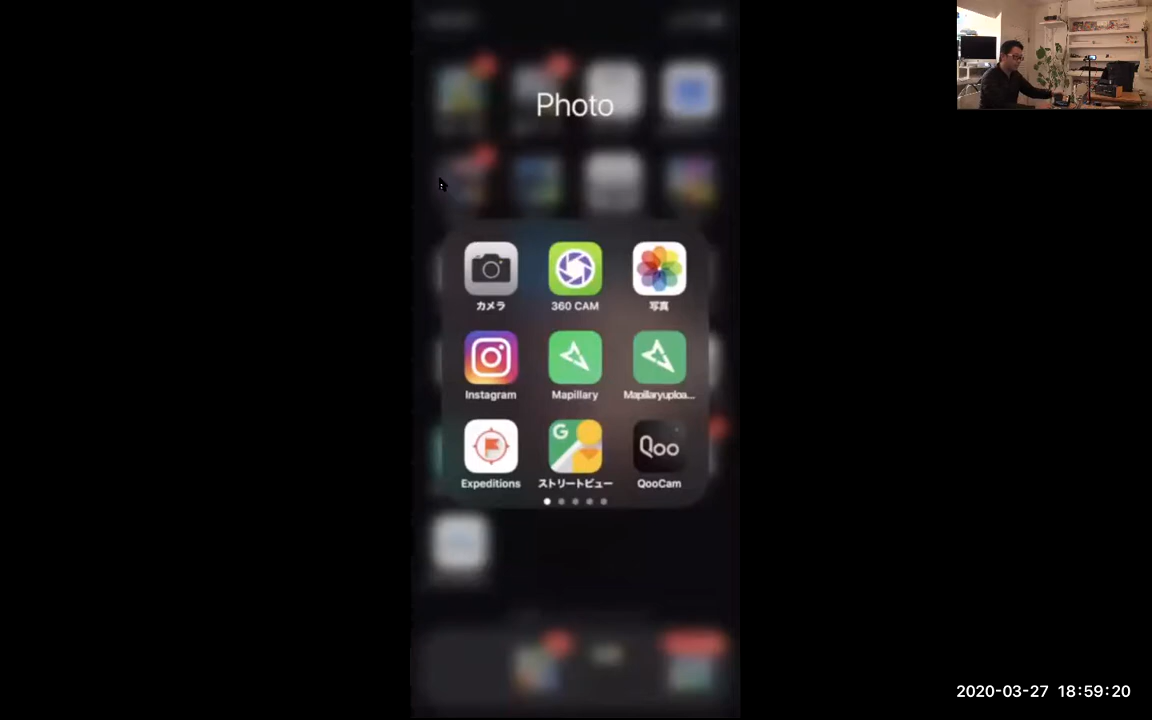 Photo
カメラ
360 CAM
写真
Instagram
Mapillary
Mapillaryuploa...
G
Qoo
Expeditions
ストリートビュー
QooCam
2020-03-27 18:59:20